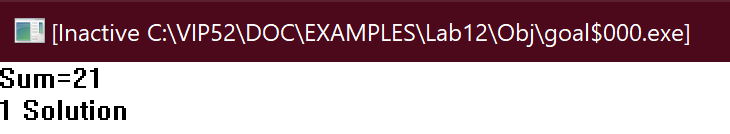 [Inactive C:\VIP52\DOC\EXAMPLES\Lab12\Obj\goal$000.exe]
Sum=21
1 Solution